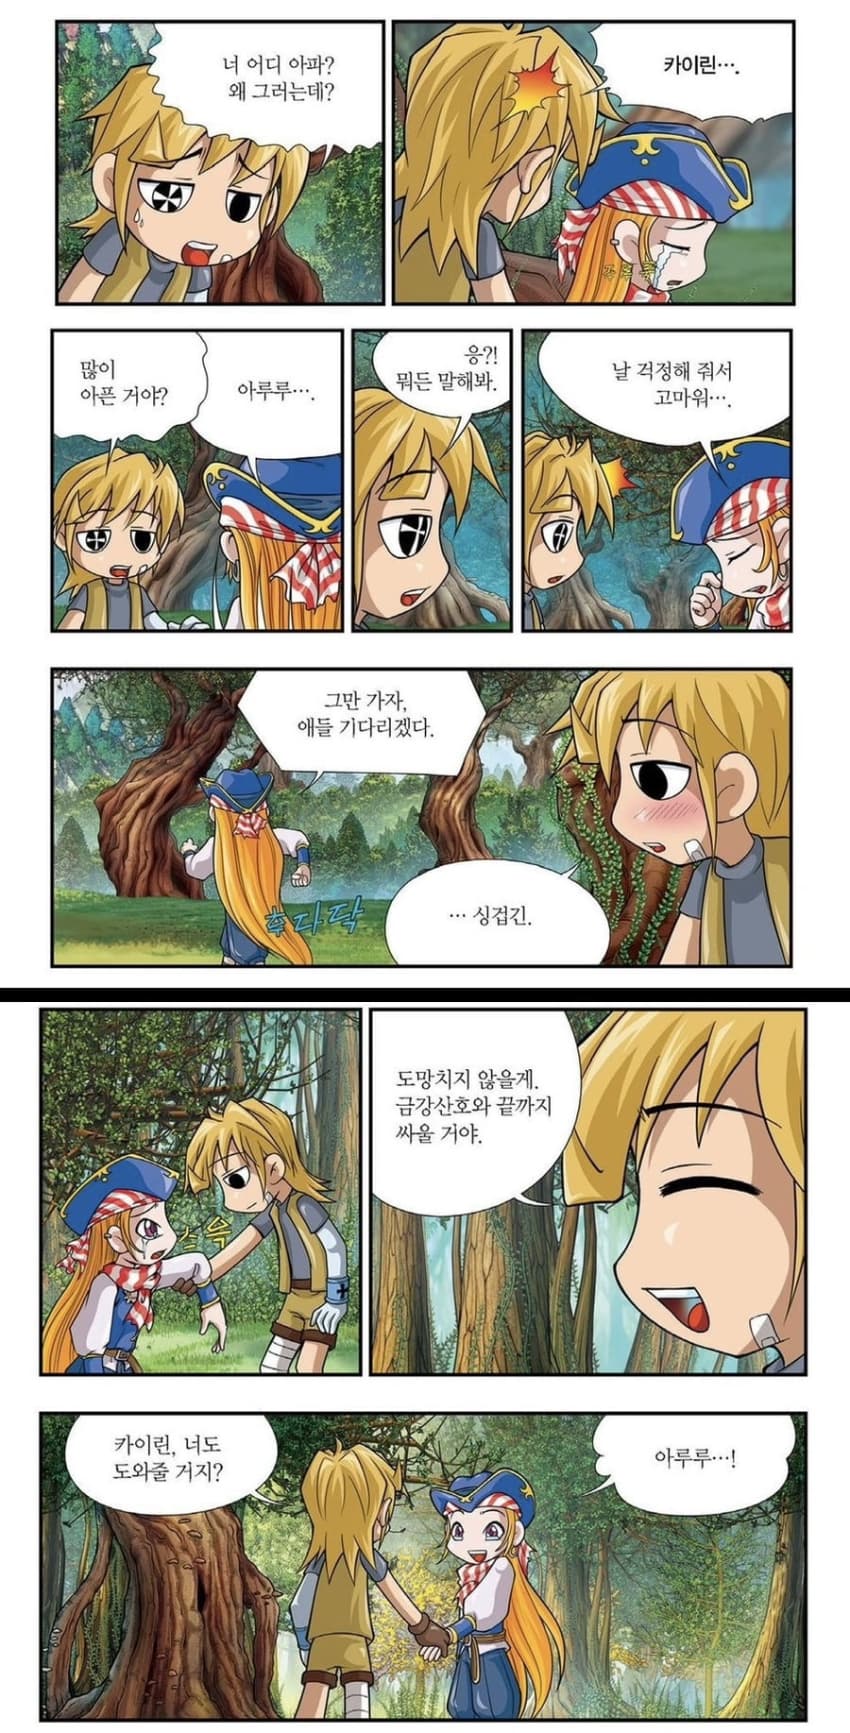 너 어디 아파?
왜 그러는데?
카이린….
주르륵
많이
아픈 거야?
아루루….
응?!
뭐든 말해봐.
날 걱정해 줘서
고마워….
그만 가자,
애들 기다리겠다.
후다닥
… 싱겁긴.
도망치지 않을게.
금강산호와 끝까지
싸울 거야.
카이린, 너도
도와줄 거지?
아루루…!